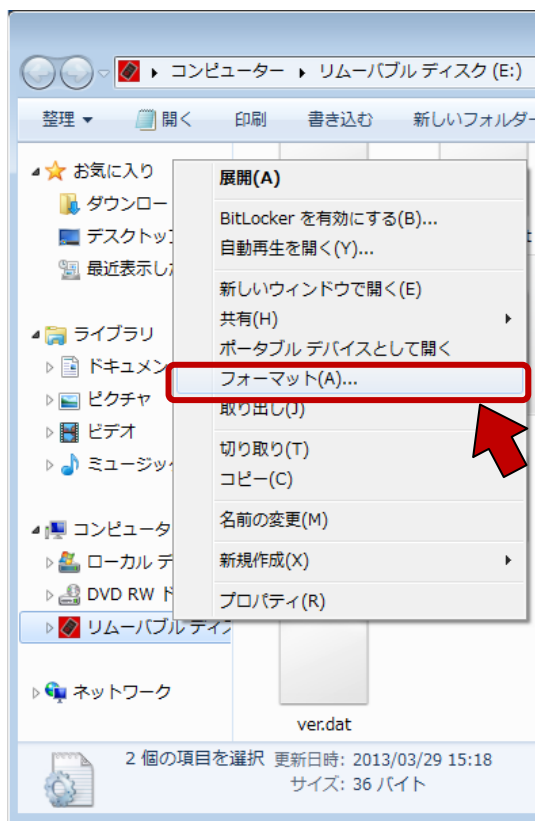 コンピューター ▸ リムーバブル ディスク (E:)
整理 ▼ 開く 印刷 書き込む 新しいフォルダー
お気に入り
ダウンロー
デスクトップ
最近表示した
ライブラリ
ドキュメン
ピクチャ
ビデオ
ミュージック
コンピュータ
ローカル デ
DVD RW ド
リムーバブル ディス
ネットワーク
展開(A)
BitLocker を有効にする(B)...
自動再生を開く(Y)...
新しいウィンドウで開く(E)
共有(H)
ポータブル デバイスとして開く
フォーマット(A)...
取り出し(J)
切り取り(T)
コピー(C)
名前の変更(M)
新規作成(X)
プロパティ(R)
ver.dat
2 個の項目を選択 更新日時: 2013/03/29 15:18
サイズ: 36 バイト